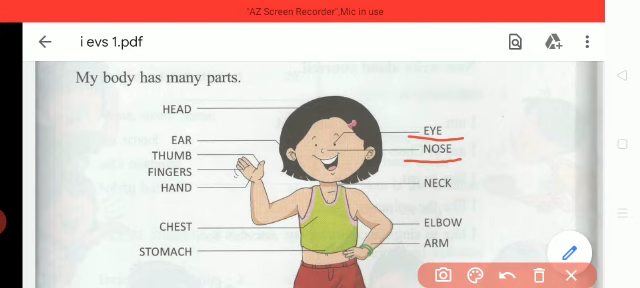 "AZ Screen Recorder",Mic in use
i evs 1.pdf
My body has many parts.
HEAD
EAR
THUMB
FINGERS
HAND
CHEST
STOMACH
EYE
NOSE
NECK
ELBOW
ARM